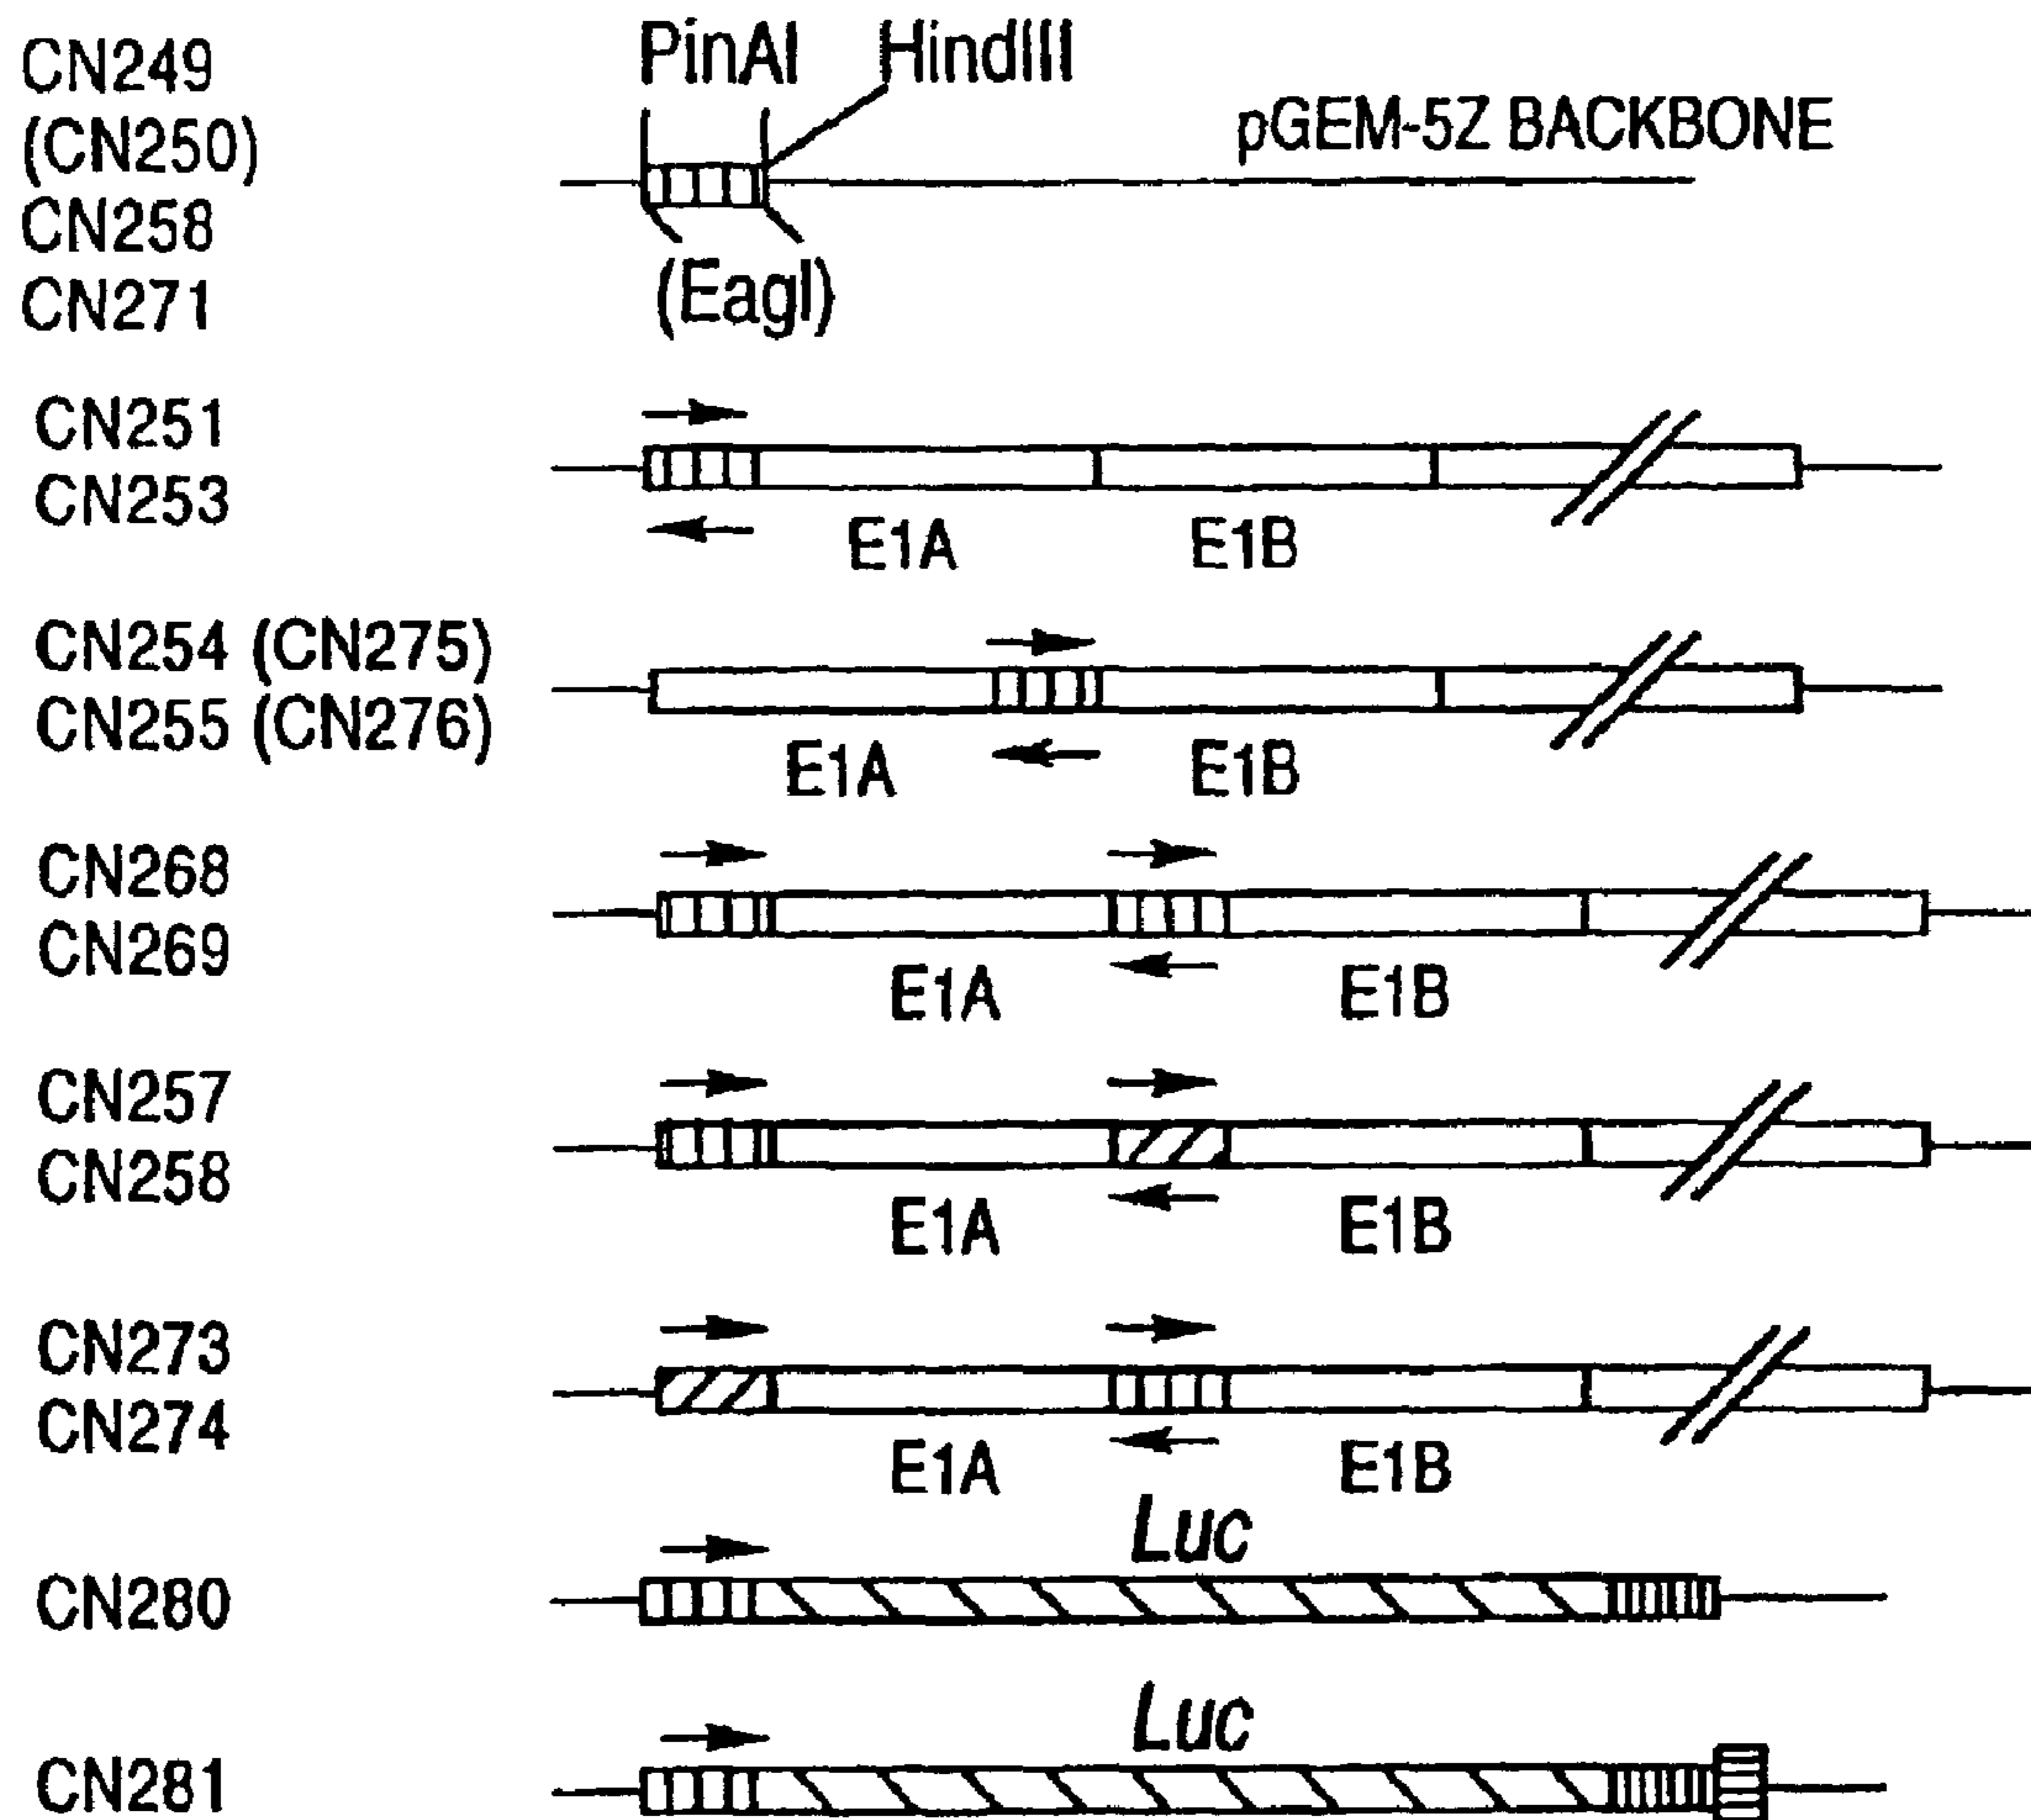 CN249
(CN250)
CN258
CN271
PinAI HindIII
pGEM-5Z BACKBONE
(EagI)
CN251
CN253
E1A E1B
CN254 (CN275)
CN255 (CN276)
E1A E1B
CN268
CN269
E1A E1B
CN257
CN258
E1A E1B
CN273
CN274
E1A E1B
Luc
CN280
Luc
CN281